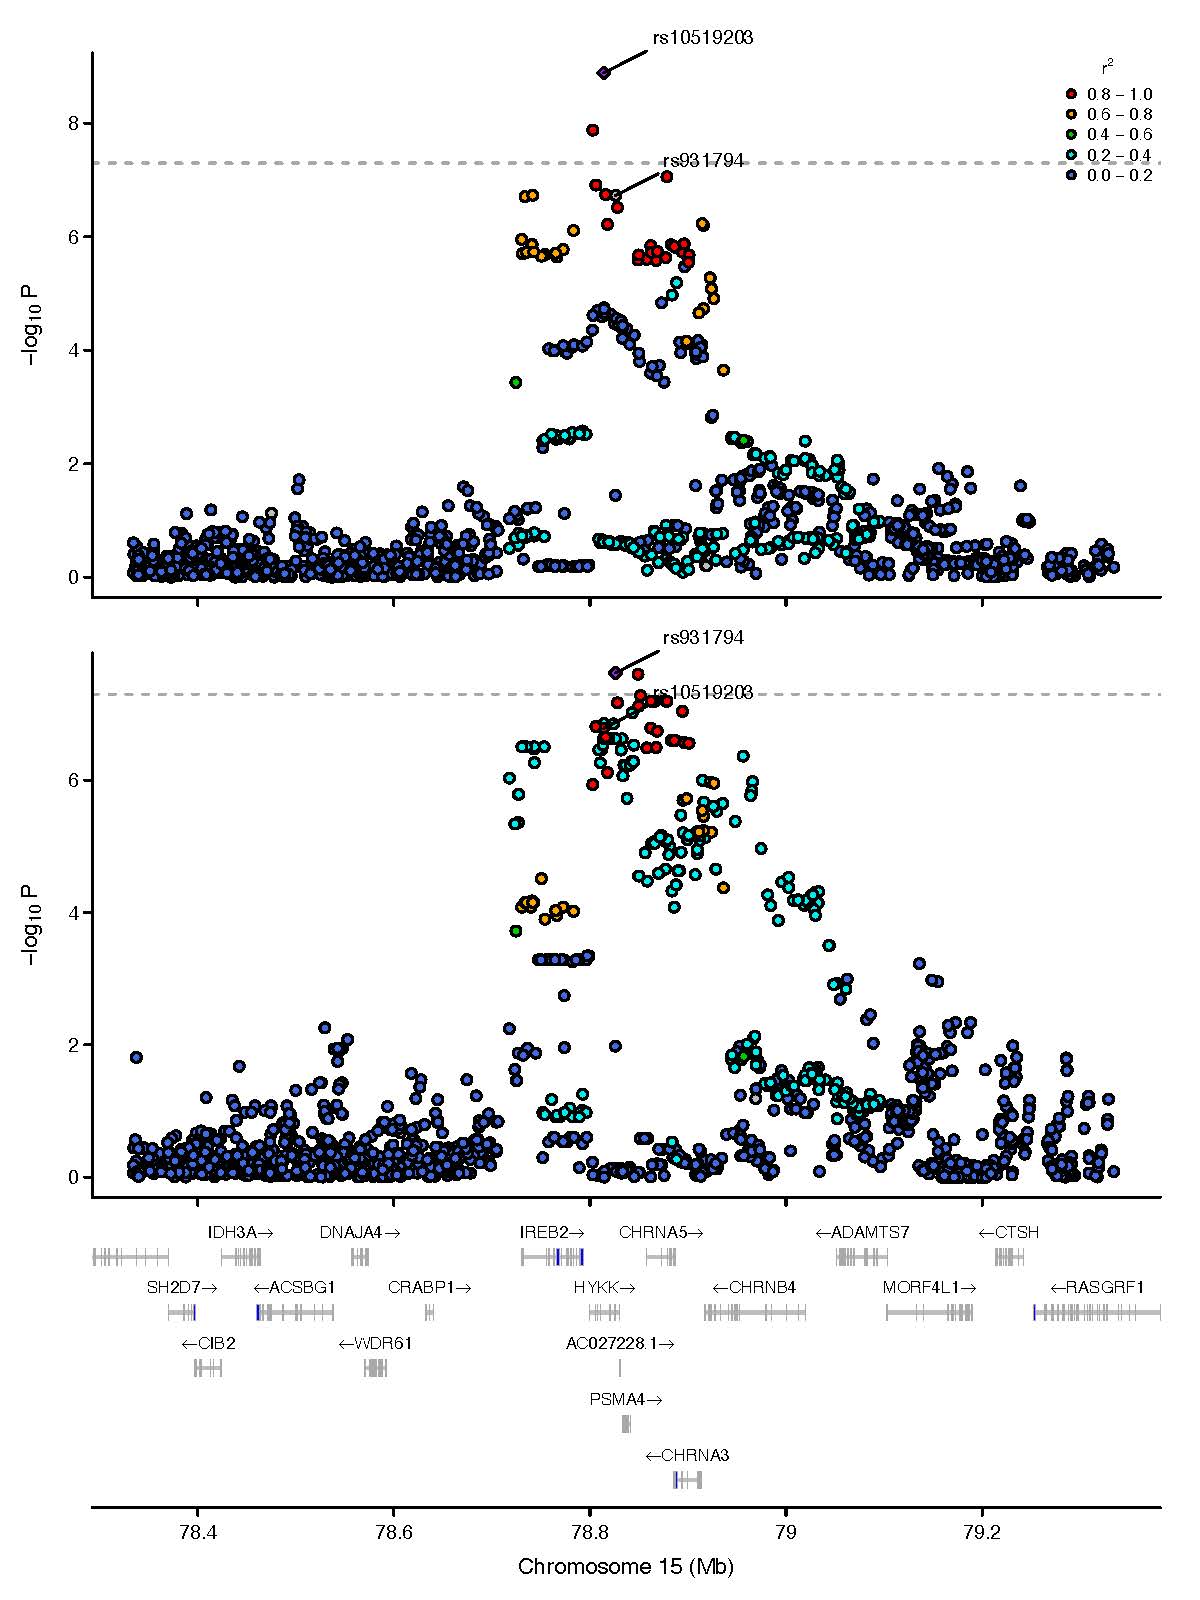 rs10519203
r²
0.8 – 1.0
0.6 – 0.8
0.4 – 0.6
0.2 – 0.4
0.0 – 0.2
rs931794
8
6
4
2
0
–log10 P
rs931794
rs10519203
6
4
2
0
–log10 P
IDH3A→ DNAJA4→ IREB2→ CHRNA5→ ←ADAMTS7 ←CTSH
SH2D7→ ←ACSBG1 CRABP1→ HYKK→ ←CHRNB4 MORF4L1→ ←RASGRF1
←CIB2 ←WDR61 AC027228.1→
PSMA4→
←CHRNA3
78.4 78.6 78.8 79 79.2
Chromosome 15 (Mb)